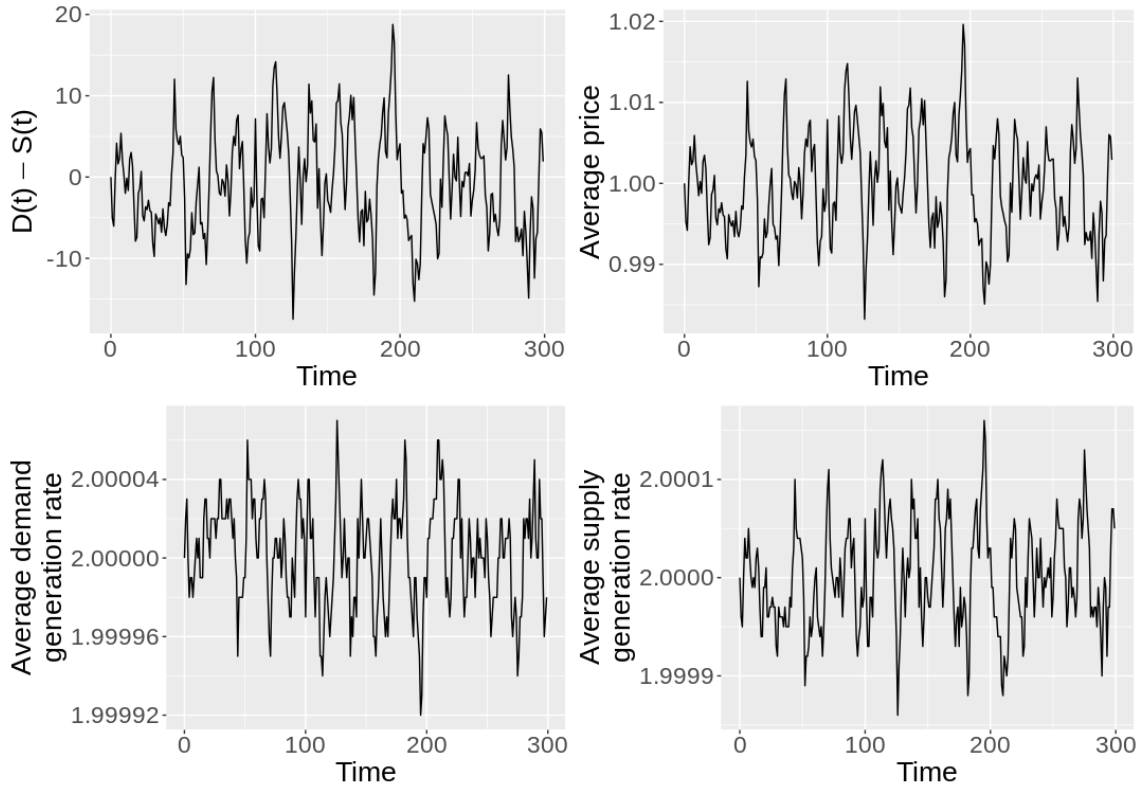 D(t) − S(t)
20
10
0
-10
0 100 200 300
Time
Average price
1.02
1.01
1.00
0.99
0 100 200 300
Time
Average demand
generation rate
2.00004
2.00000
1.99996
1.99992
0 100 200 300
Time
Average supply
generation rate
2.0001
2.0000
1.9999
0 100 200 300
Time